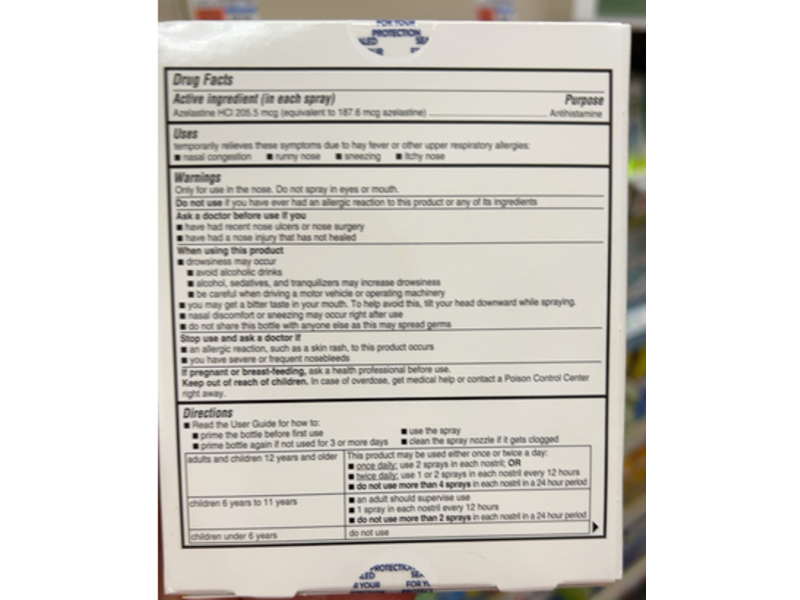 FOR YOUR
PROTECTION
Drug Facts
Active ingredient (in each spray) Purpose
Azelastine HCl 205.5 mcg (equivalent to 187.6 mcg azelastine) Antihistamine
Uses
temporarily relieves these symptoms due to hay fever or other upper respiratory allergies:
■ nasal congestion ■ runny nose ■ sneezing ■ itchy nose
Warnings
Only for use in the nose. Do not spray in eyes or mouth.
Do not use if you have ever had an allergic reaction to this product or any of its ingredients
Ask a doctor before use if you
■ have had recent nose ulcers or nose surgery
■ have had a nose injury that has not healed
When using this product
■ drowsiness may occur
■ avoid alcoholic drinks
■ alcohol, sedatives, and tranquilizers may increase drowsiness
■ be careful when driving a motor vehicle or operating machinery
■ you may get a bitter taste in your mouth. To help avoid this, tilt your head downward while spraying.
■ nasal discomfort or sneezing may occur right after use
■ do not share this bottle with anyone else as this may spread germs
Stop use and ask a doctor if
■ an allergic reaction, such as a skin rash, to this product occurs
■ you have severe or frequent nosebleeds
If pregnant or breast-feeding, ask a health professional before use.
Keep out of reach of children. In case of overdose, get medical help or contact a Poison Control Center
right away.
Directions
■ Read the User Guide for how to:
■ prime the bottle before first use ■ use the spray
■ prime bottle again if not used for 3 or more days ■ clean the spray nozzle if it gets clogged
adults and children 12 years and older This product may be used either once or twice a day:
■ once daily: use 2 sprays in each nostril; OR
■ twice daily: use 1 or 2 sprays in each nostril every 12 hours
■ do not use more than 4 sprays in each nostril in a 24 hour period
children 6 years to 11 years ■ an adult should supervise use
■ 1 spray in each nostril every 12 hours
■ do not use more than 2 sprays in each nostril in a 24 hour period
children under 6 years do not use